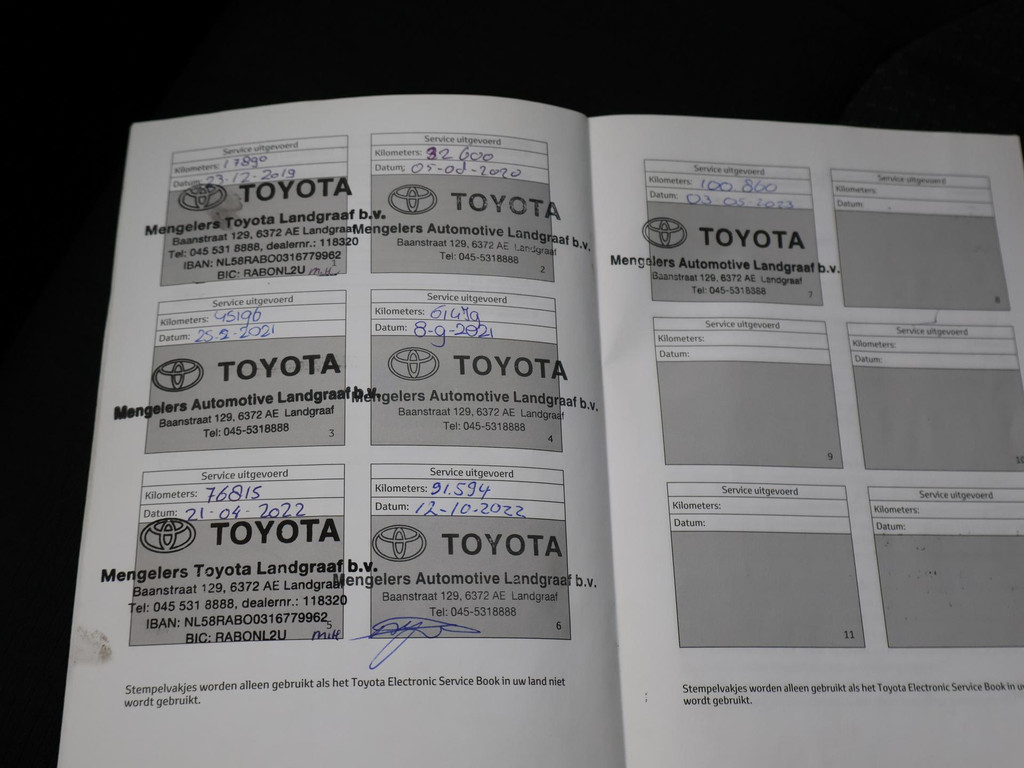 Service uitgevoerd
Kilometers: 17890
Datum: 23-12-2019
TOYOTA
Mengelers Toyota Landgraaf b.v.
Baanstraat 129, 6372 AE Landgraaf
Tel: 045 531 8888, dealernr.: 118320
IBAN: NL58RABO0316779962
BIC: RABONL2U
1
Service uitgevoerd
Kilometers: 32600
Datum: 05-08-2020
TOYOTA
Mengelers Automotive Landgraaf b.v.
Baanstraat 129, 6372 AE Landgraaf
Tel: 045-5318888
2
Service uitgevoerd
Kilometers: 45196
Datum: 25-2-2021
TOYOTA
Mengelers Automotive Landgraaf b.v.
Baanstraat 129, 6372 AE Landgraaf
Tel: 045-5318888
3
Service uitgevoerd
Kilometers: 61479
Datum: 8-9-2021
TOYOTA
Mengelers Automotive Landgraaf b.v.
Baanstraat 129, 6372 AE Landgraaf
Tel: 045-5318888
4
Service uitgevoerd
Kilometers: 76815
Datum: 21-04-2022
TOYOTA
Mengelers Toyota Landgraaf b.v.
Baanstraat 129, 6372 AE Landgraaf
Tel: 045 531 8888, dealernr.: 118320
IBAN: NL58RABO0316779962
BIC: RABONL2U
5
Service uitgevoerd
Kilometers: 91.594
Datum: 12-10-2022
TOYOTA
Mengelers Automotive Landgraaf b.v.
Baanstraat 129, 6372 AE Landgraaf
Tel: 045-5318888
6
Stempelvakjes worden alleen gebruikt als het Toyota Electronic Service Book in uw land niet
wordt gebruikt.
Service uitgevoerd
Kilometers: 100.860
Datum: 03-05-2023
TOYOTA
Mengelers Automotive Landgraaf b.v.
Baanstraat 129, 6372 AE Landgraaf
Tel: 045-5318888
7
Service uitgevoerd
Kilometers:
Datum:
8
Service uitgevoerd
Kilometers:
Datum:
9
Service uitgevoerd
Kilometers:
Datum:
10
Service uitgevoerd
Kilometers:
Datum:
11
Service uitgevoerd
Kilometers:
Datum:
Stempelvakjes worden alleen gebruikt als het Toyota Electronic Service Book in
wordt gebruikt.